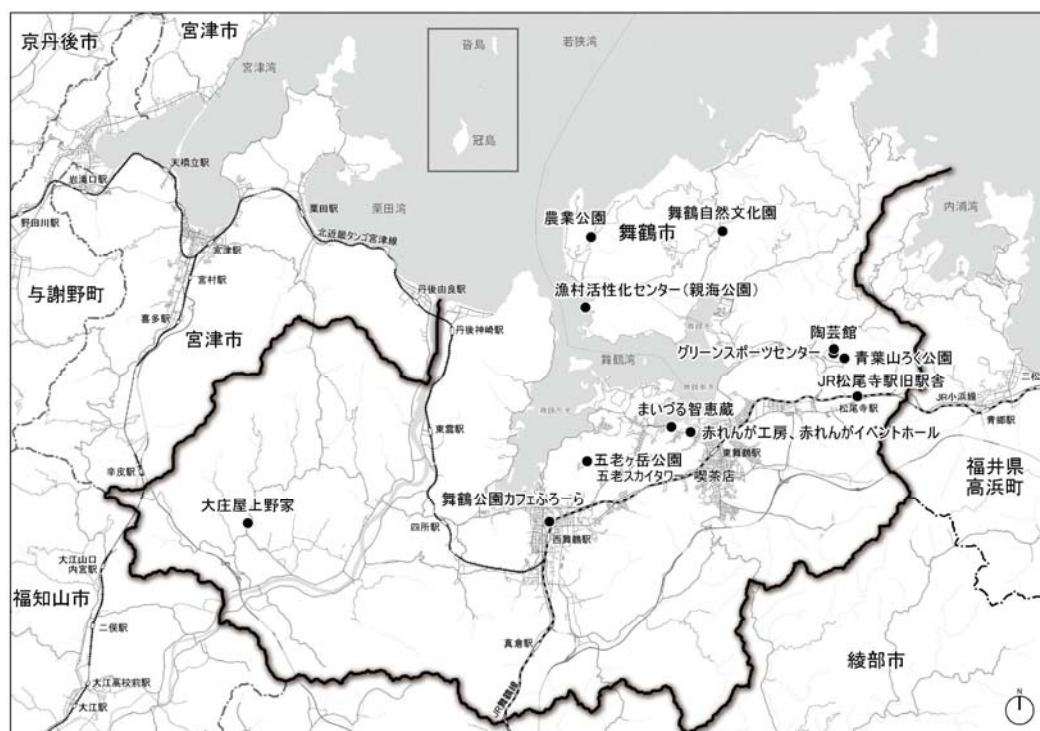 京丹後市
宮津市
宮津湾
沓島
若狭湾
冠島
天橋立駅
岩滝口駅
栗田駅
栗田湾
内浦湾
野田川駅
宮津駅
北近畿タンゴ宮津線
農業公園
舞鶴自然文化園
舞鶴市
宮村駅
与謝野町
丹後由良駅
漁村活性化センター(親海公園)
喜多駅
宮津市
丹後神崎駅
陶芸館
舞鶴湾
グリーンスポーツセンター
青葉山ろく公園
JR松尾寺駅旧駅舎
JR小浜線
松尾寺駅
青郷駅
まいづる智恵蔵
赤れんが工房、赤れんがイベントホール
東雲駅
東舞鶴駅
辛皮駅
五老ヶ岳公園
五老スカイタワー 喫茶店
福井県
高浜町
大庄屋上野家
舞鶴公園カフェふろーら
四所駅
西舞鶴駅
大江山口
内宮駅
福知山市
二俣駅
真倉駅
綾部市
大江高校前駅
JR舞鶴線
大江駅
N